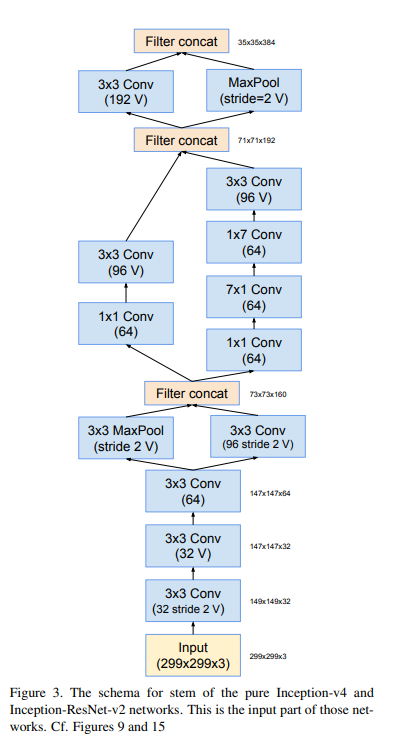 Filter concat
35x35x384
3x3 Conv
(192 V)
MaxPool
(stride=2 V)
Filter concat
71x71x192
3x3 Conv
(96 V)
1x7 Conv
(64)
3x3 Conv
(96 V)
7x1 Conv
(64)
1x1 Conv
(64)
1x1 Conv
(64)
Filter concat
73x73x160
3x3 MaxPool
(stride 2 V)
3x3 Conv
(96 stride 2 V)
3x3 Conv
(64)
147x147x64
3x3 Conv
(32 V)
147x147x32
3x3 Conv
(32 stride 2 V)
149x149x32
Input
(299x299x3)
299x299x3
Figure 3. The schema for stem of the pure Inception-v4 and
Inception-ResNet-v2 networks. This is the input part of those net-
works. Cf. Figures 9 and 15